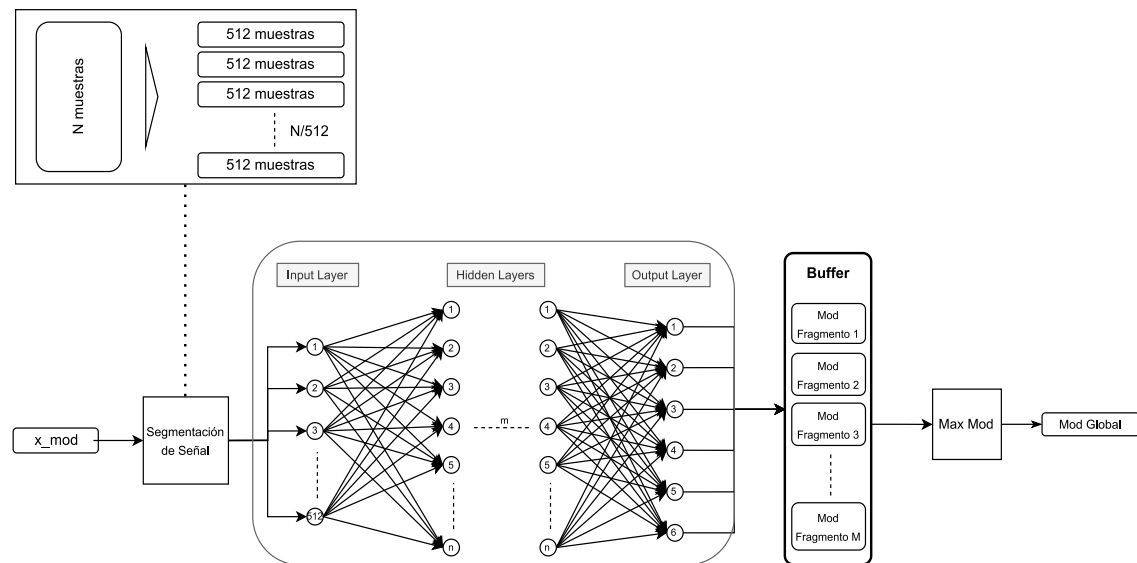 N muestras
512 muestras
512 muestras
512 muestras
N/512
512 muestras
x_mod
Segmentación
de Señal
Input Layer
Hidden Layers
Output Layer
1
2
3
512
1
2
3
4
5
n
m
1
2
3
4
5
n
1
2
3
4
5
6
Buffer
Mod
Fragmento 1
Mod
Fragmento 2
Mod
Fragmento 3
Mod
Fragmento M
Max Mod
Mod Global